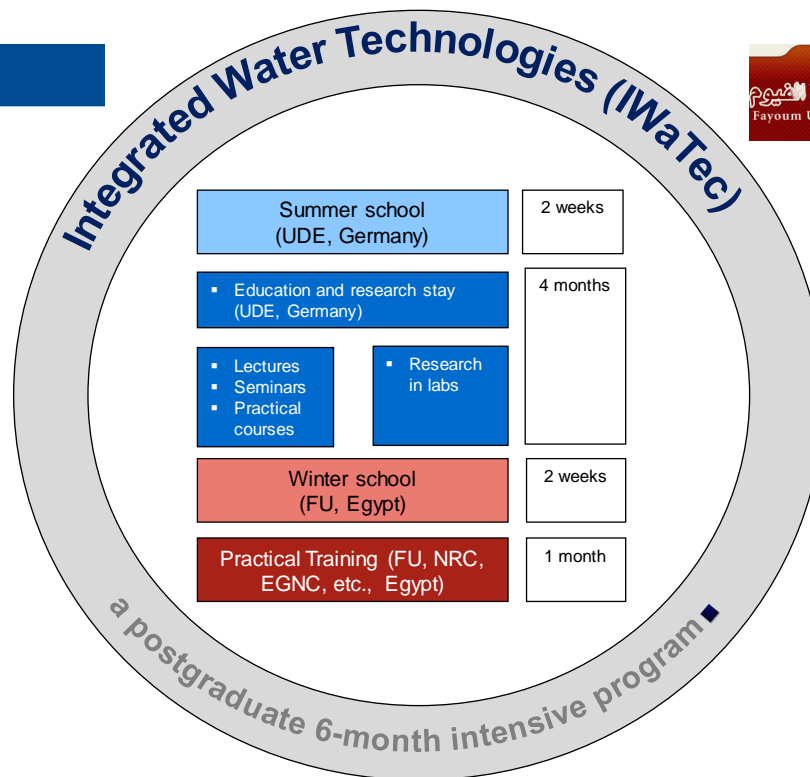 Integrated Water Technologies (IWaTec)
الفيوم
Fayoum U
Summer school
(UDE, Germany)
2 weeks
▪ Education and research stay
(UDE, Germany)
4 months
▪ Lectures
▪ Seminars
▪ Practical
courses
▪ Research
in labs
Winter school
(FU, Egypt)
2 weeks
Practical Training (FU, NRC,
EGNC, etc., Egypt)
1 month
a postgraduate 6-month intensive program